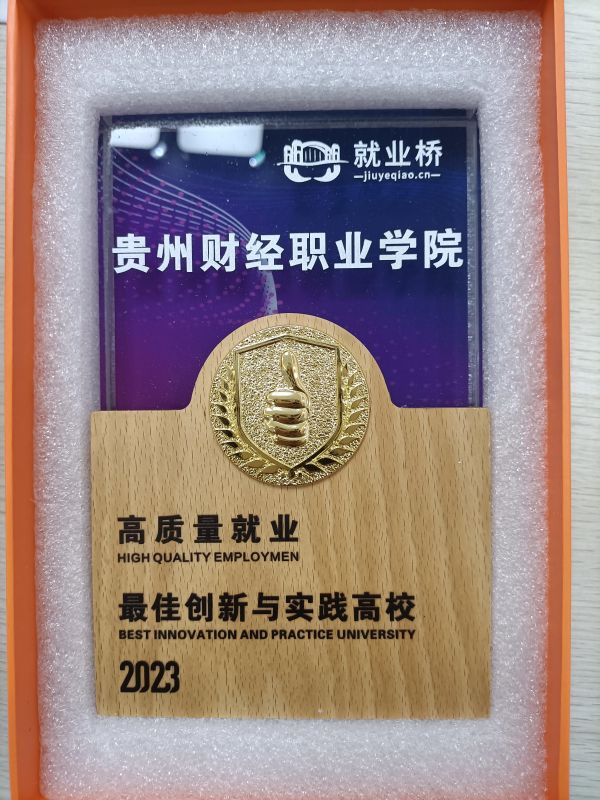 就业桥
jiuyeqiao.cn
贵州财经职业学院
高质量就业
HIGH QUALITY EMPLOYMEN
最佳创新与实践高校
BEST INNOVATION AND PRACTICE UNIVERSITY
2023